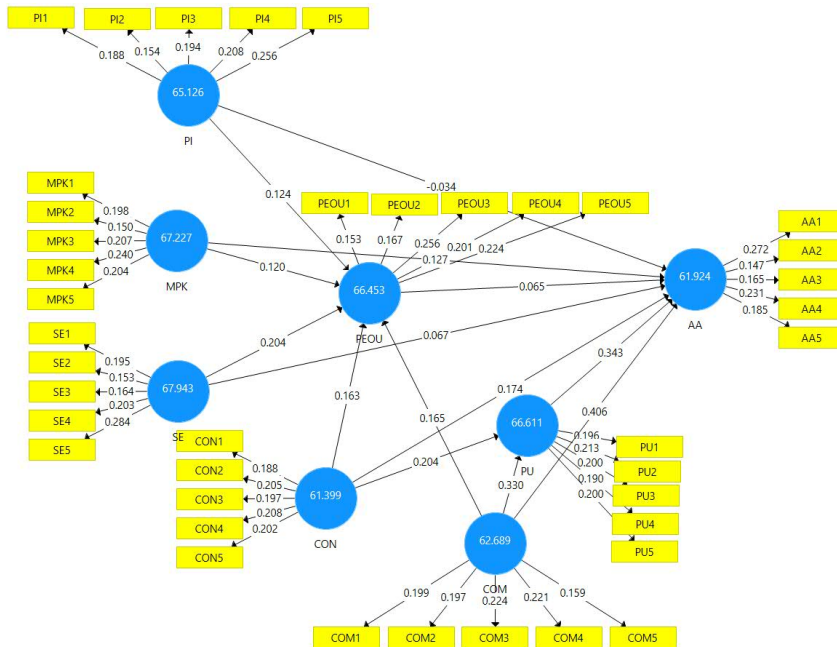 PI1 PI2 PI3 PI4 PI5
0.188 0.154 0.194 0.208 0.256
65.126
PI
-0.034
0.124
MPK1
MPK2
MPK3
MPK4
MPK5
0.198
0.150
0.207
0.240
0.204
67.227
MPK
0.120
0.127
PEOU1 PEOU2 PEOU3 PEOU4 PEOU5
0.153 0.167 0.256 0.201 0.224
66.453
PEOU
0.065
AA1
AA2
AA3
AA4
AA5
0.272
0.147
0.165
0.231
0.185
61.924
AA
SE1
SE2
SE3
SE4
SE5
0.195
0.153
0.164
0.203
0.284
67.943
SE
0.204
0.067
0.163
0.174
0.343
0.165
0.406
CON1
CON2
CON3
CON4
CON5
0.188
0.205
0.197
0.208
0.202
61.399
CON
0.204
66.611
PU
0.330
0.196
0.213
0.200
0.190
0.200
PU1
PU2
PU3
PU4
PU5
62.689
COM
0.199 0.197 0.224 0.221 0.159
COM1 COM2 COM3 COM4 COM5